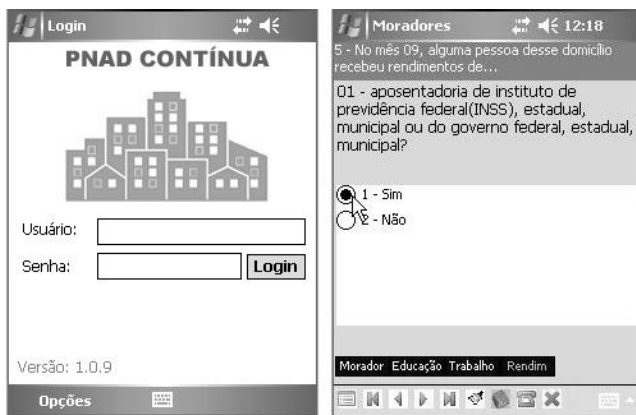 Login
PNAD CONTÍNUA
Usuário:
Senha:
Login
Versão: 1.0.9
Opções
Moradores 12:18
5 - No mês 09, alguma pessoa desse domicílio
recebeu rendimentos de...
01 - aposentadoria de instituto de
previdência federal(INSS), estadual,
municipal ou do governo federal, estadual,
municipal?
1 - Sim
2 - Não
Morador Educação Trabalho Rendim